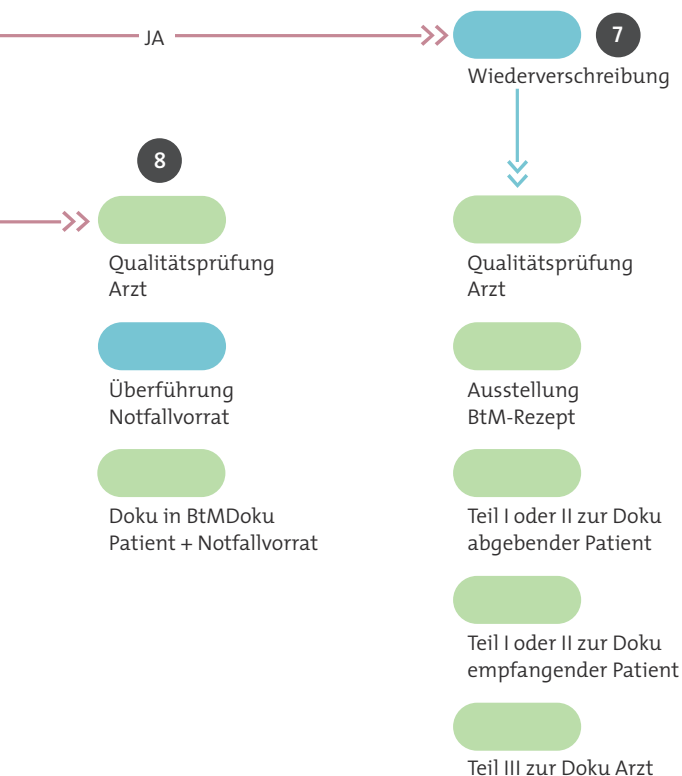 JA
7
Wiederverschreibung
8
Qualitätsprüfung
Arzt
Überführung
Notfallvorrat
Doku in BtMDoku
Patient + Notfallvorrat
Qualitätsprüfung
Arzt
Ausstellung
BtM-Rezept
Teil I oder II zur Doku
abgebender Patient
Teil I oder II zur Doku
empfangender Patient
Teil III zur Doku Arzt